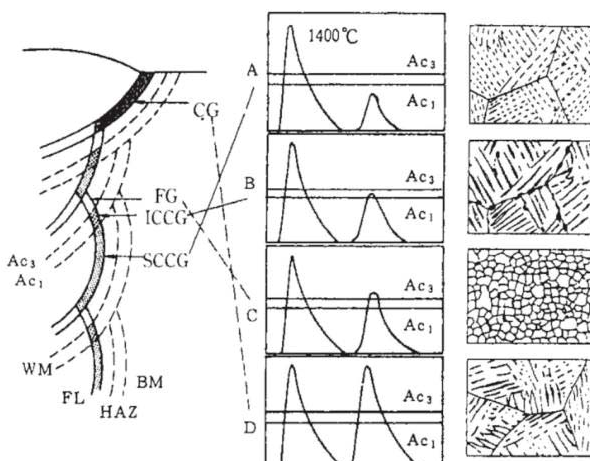 CG
FG
ICCG
SCCG
Ac3
Ac1
WM
FL
HAZ
BM
A
1400℃
Ac3
Ac1
B
Ac3
Ac1
C
Ac3
Ac1
D
Ac3
Ac1